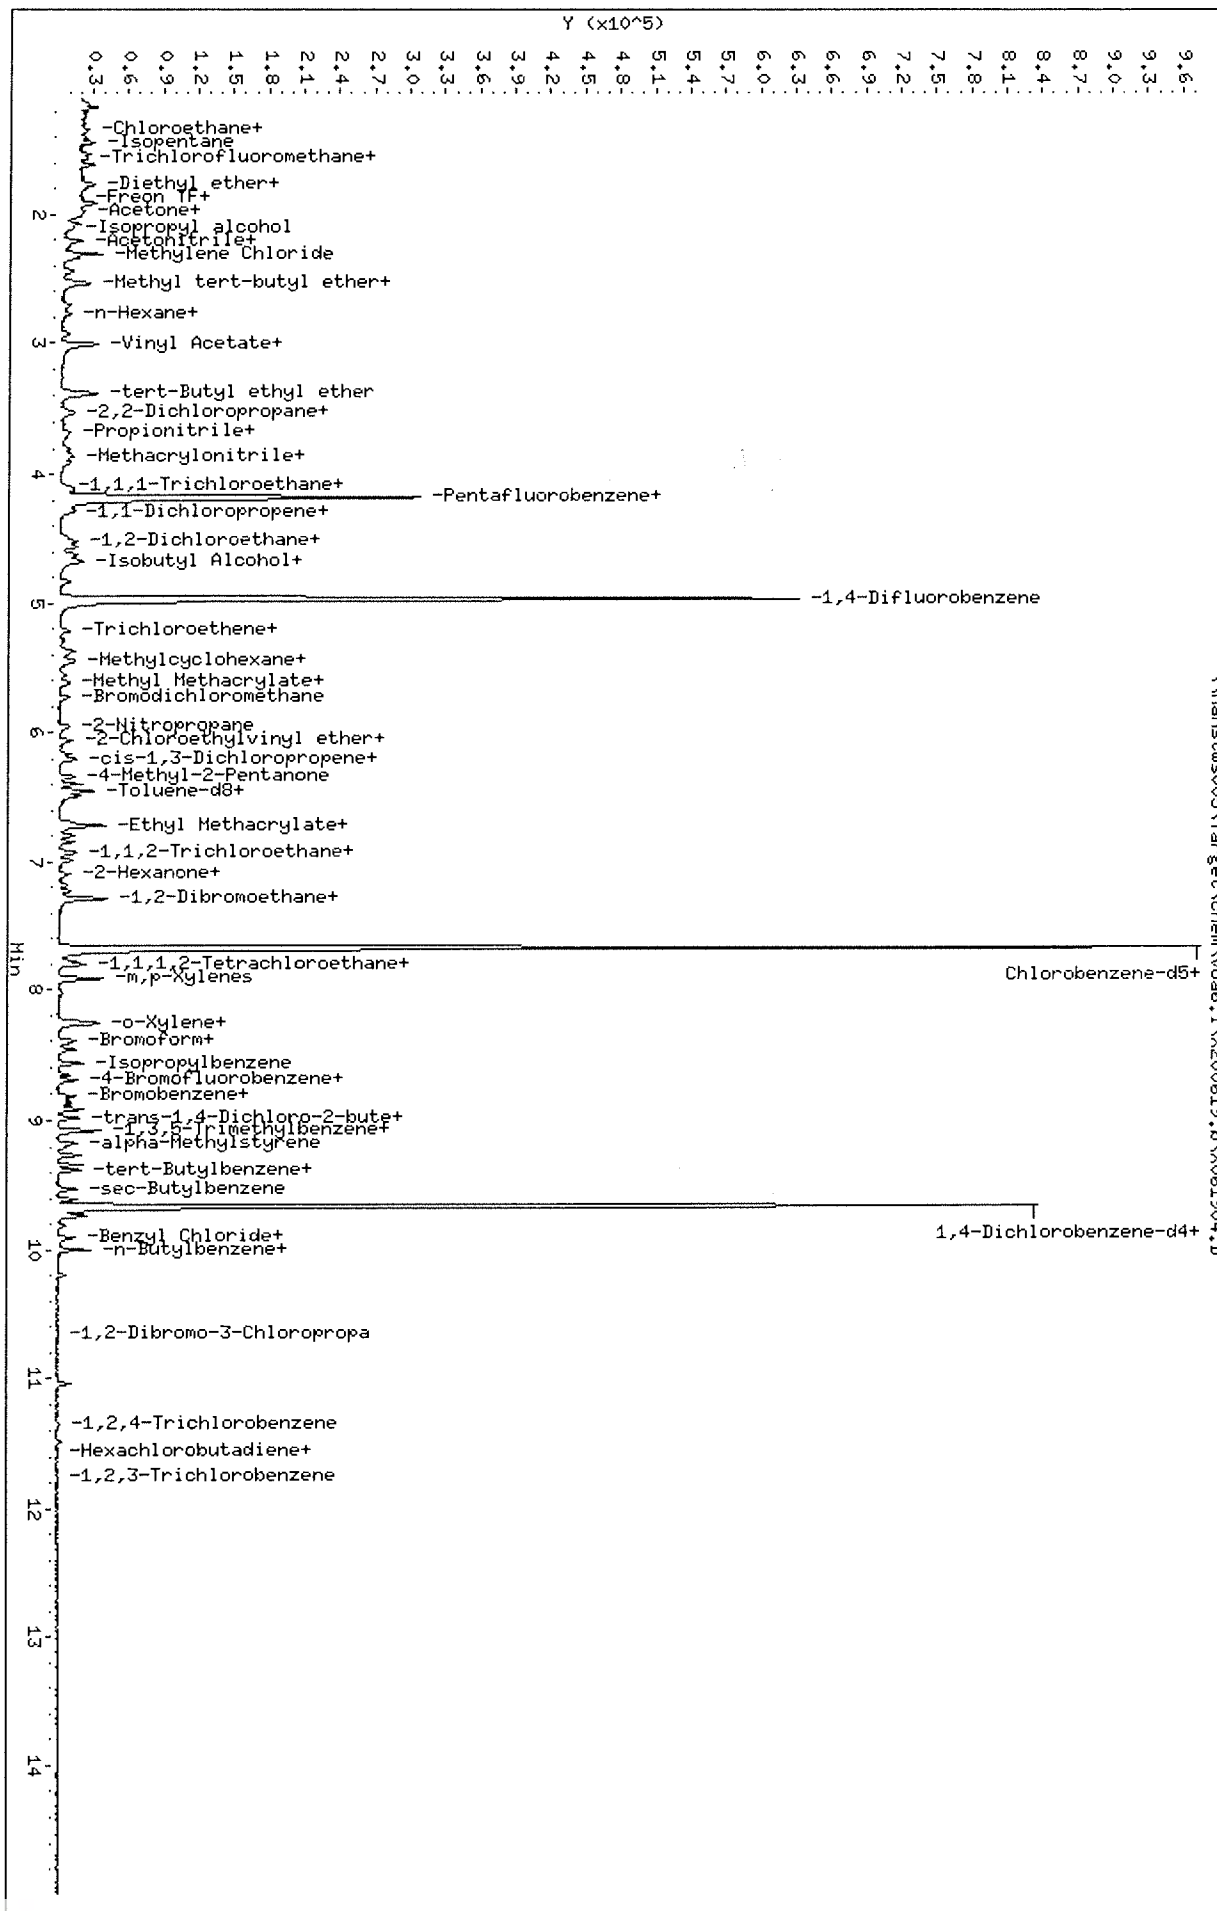 Y (x10^5)
0.3
0.6
0.9
1.2
1.5
1.8
2.1
2.4
2.7
3.0
3.3
3.6
3.9
4.2
4.5
4.8
5.1
5.4
5.7
6.0
6.3
6.6
6.9
7.2
7.5
7.8
8.1
8.4
8.7
9.0
9.3
9.6
-Chloroethane+
-Isopentane
-Trichlorofluoromethane+
-Diethyl ether+
-Freon TF+
-Acetone+
2
-Isopropyl alcohol
-Acetonitrile+
-Methylene Chloride
-Methyl tert-butyl ether+
-n-Hexane+
3
-Vinyl Acetate+
-tert-Butyl ethyl ether
-2,2-Dichloropropane+
-Propionitrile+
-Methacrylonitrile+
4
-1,1,1-Trichloroethane+
-Pentafluorobenzene+
-1,1-Dichloropropene+
-1,2-Dichloroethane+
-Isobutyl Alcohol+
5
-1,4-Difluorobenzene
-Trichloroethene+
-Methylcyclohexane+
-Methyl Methacrylate+
-Bromodichloromethane
-2-Nitropropane
6
-2-Chloroethylvinyl ether+
-cis-1,3-Dichloropropene+
-4-Methyl-2-Pentanone
-Toluene-d8+
-Ethyl Methacrylate+
-1,1,2-Trichloroethane+
7
-2-Hexanone+
-1,2-Dibromoethane+
Min
-1,1,1,2-Tetrachloroethane+
Chlorobenzene-d5+
-m,p-Xylenes
8
-o-Xylene+
-Bromoform+
-Isopropylbenzene
-4-Bromofluorobenzene+
-Bromobenzene+
-trans-1,4-Dichloro-2-bute+
9
-1,3,5-Trimethylbenzene+
-alpha-Methylstyrene
-tert-Butylbenzene+
-sec-Butylbenzene
1,4-Dichlorobenzene-d4+
-Benzyl Chloride+
-n-Butylbenzene+
10
-1,2-Dibromo-3-Chloropropa
11
-1,2,4-Trichlorobenzene
-Hexachlorobutadiene+
-1,2,3-Trichlorobenzene
12
13
14